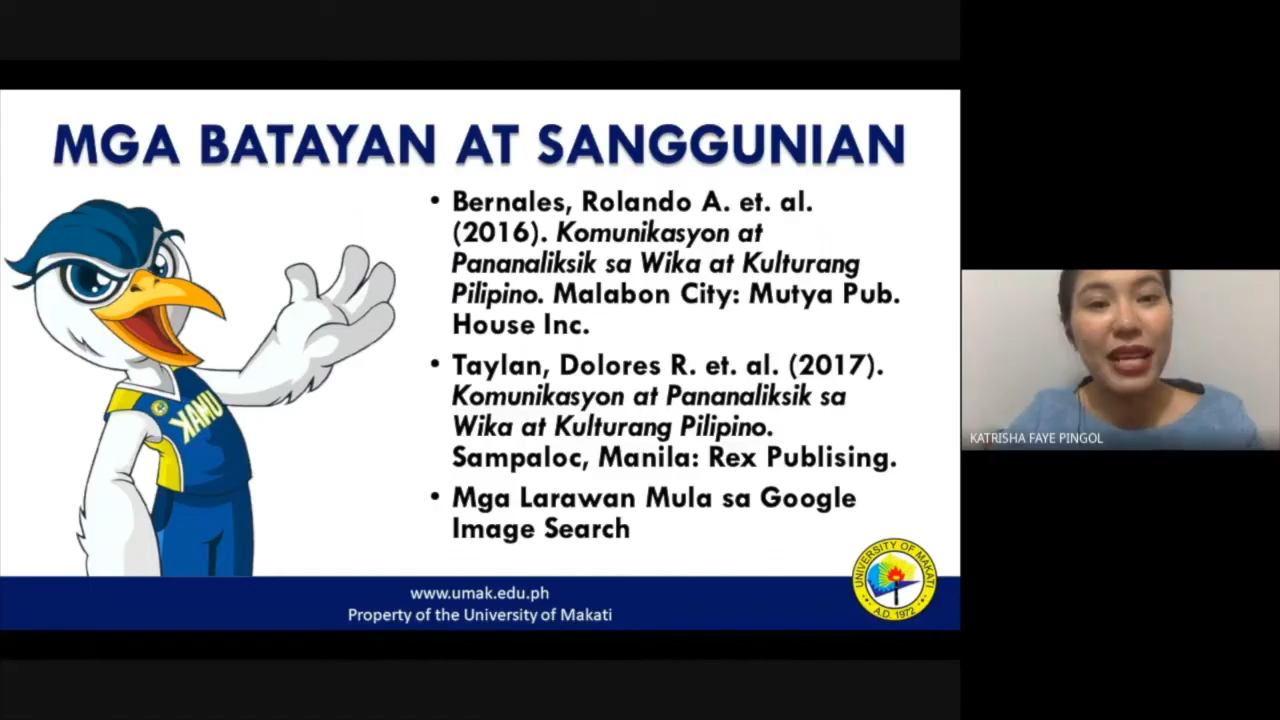 MGA BATAYAN AT SANGGUNIAN
• Bernales, Rolando A. et. al.
(2016). Komunikasyon at
Pananaliksik sa Wika at Kulturang
Pilipino. Malabon City: Mutya Pub.
House Inc.
• Taylan, Dolores R. et. al. (2017).
Komunikasyon at Pananaliksik sa
Wika at Kulturang Pilipino.
Sampaloc, Manila: Rex Publising.
• Mga Larawan Mula sa Google
Image Search
UMAK
www.umak.edu.ph
Property of the University of Makati
UNIVERSITY OF MAKATI
A.D. 1972
KATRISHA FAYE PINGOL